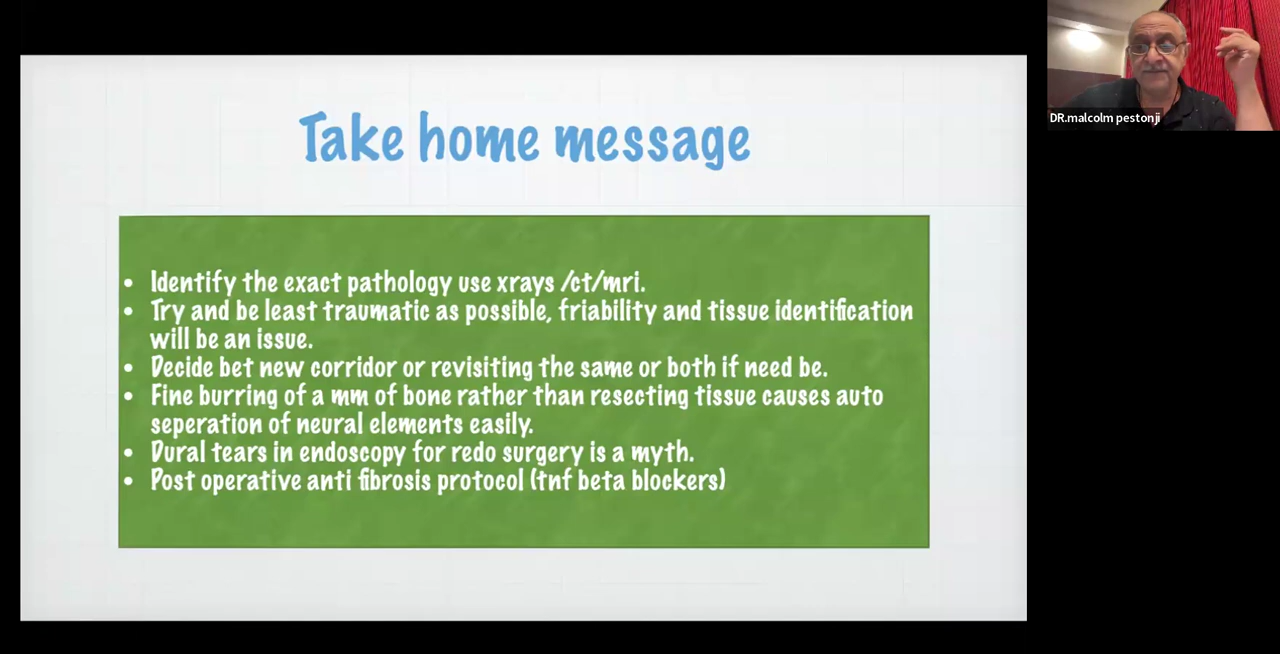 Take home message
• Identify the exact pathology use xrays /ct/mri.
• Try and be least traumatic as possible, friability and tissue identification
will be an issue.
• Decide bet new corridor or revisiting the same or both if need be.
• Fine burring of a mm of bone rather than resecting tissue causes auto
seperation of neural elements easily.
• Dural tears in endoscopy for redo surgery is a myth.
• Post operative anti fibrosis protocol (tnf beta blockers)
DR.malcolm pestonji